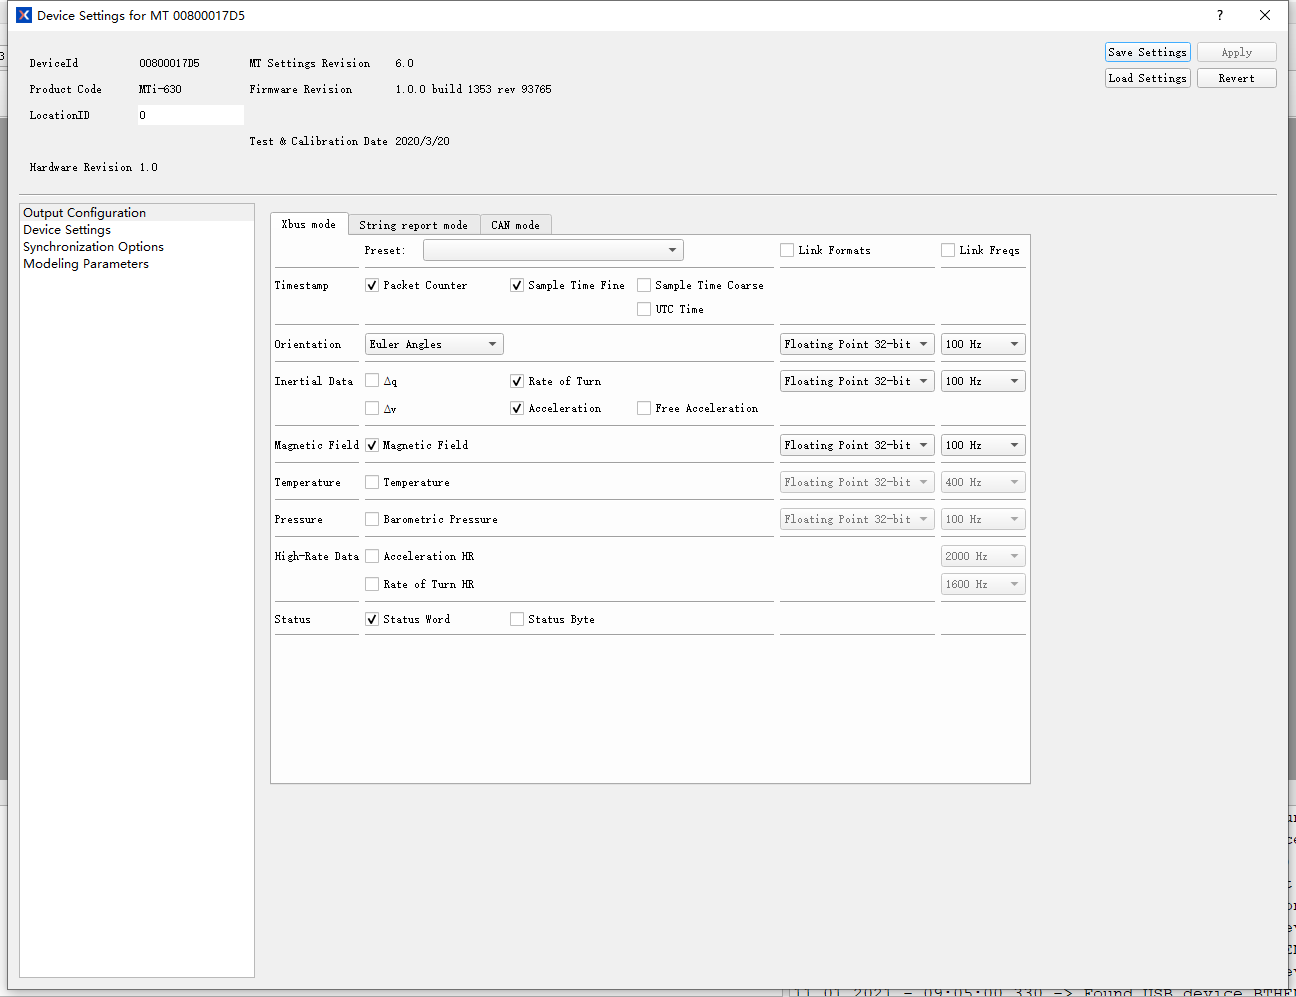 Device Settings for MT 00800017D5
?
Save Settings Apply
DeviceId 00800017D5 MT Settings Revision 6.0
Load Settings Revert
Product Code MTi-630 Firmware Revision 1.0.0 build 1353 rev 93765
LocationID 0
Test & Calibration Date 2020/3/20
Hardware Revision 1.0
Output Configuration
Device Settings
Synchronization Options
Modeling Parameters
Xbus mode String report mode CAN mode
Preset: Link Formats Link Freqs
Timestamp Packet Counter Sample Time Fine Sample Time Coarse
UTC Time
Orientation Euler Angles Floating Point 32-bit 100 Hz
Inertial Data Δq Rate of Turn Floating Point 32-bit 100 Hz
Δv Acceleration Free Acceleration
Magnetic Field Magnetic Field Floating Point 32-bit 100 Hz
Temperature Temperature Floating Point 32-bit 400 Hz
Pressure Barometric Pressure Floating Point 32-bit 100 Hz
High-Rate Data Acceleration HR 2000 Hz
Rate of Turn HR 1600 Hz
Status Status Word Status Byte
11 01 2021 - 09:05:00 330 -> Found USB device